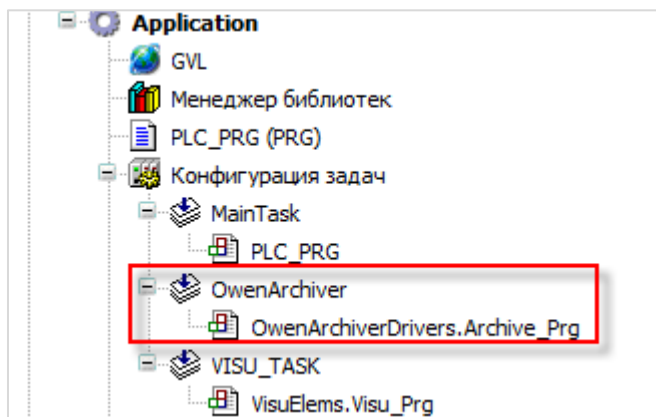 Application
GVL
Менеджер библиотек
PLC_PRG (PRG)
Конфигурация задач
MainTask
PLC_PRG
OwenArchiver
OwenArchiverDrivers.Archive_Prg
VISU_TASK
VisuElems.Visu_Prg